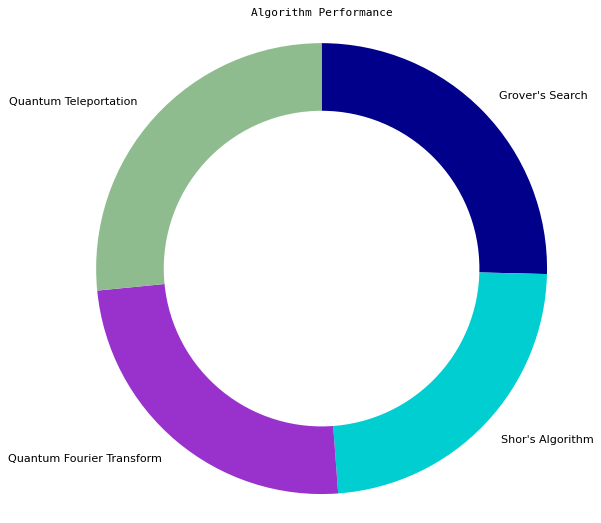 Algorithm Performance
Grover's Search
Quantum Teleportation
Shor's Algorithm
Quantum Fourier Transform